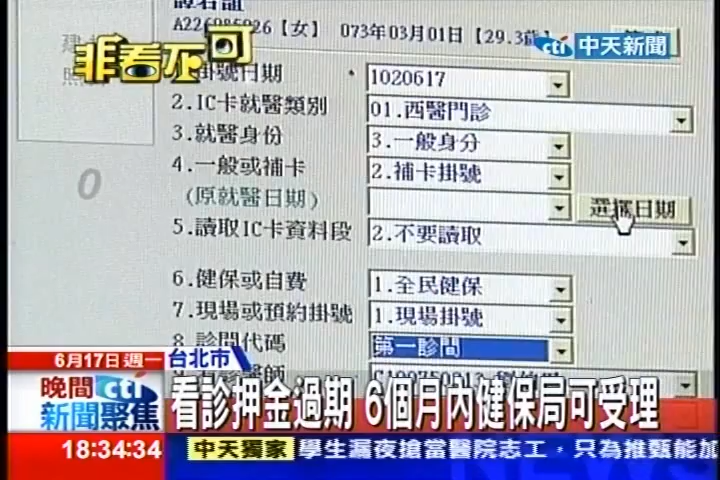 【女】 073年03月01日【29.3歲】
非看不可
cti 中天新聞
掛號日期 1020617
2.IC卡就醫類別 01.西醫門診
3.就醫身份 3.一般身分
4.一般或補卡 2.補卡掛號
(原就醫日期) 選擇日期
5.讀取IC卡資料段 2.不要讀取
6.健保或自費 1.全民健保
7.現場或預約掛號 1.現場掛號
8.診間代碼 第一診間
6月17日週一 台北市
晚間 cti
新聞聚焦
看診押金過期 6個月內健保局可受理
18:34:34 中天獨家 學生漏夜搶當醫院志工，只為推甄能加
NEWS